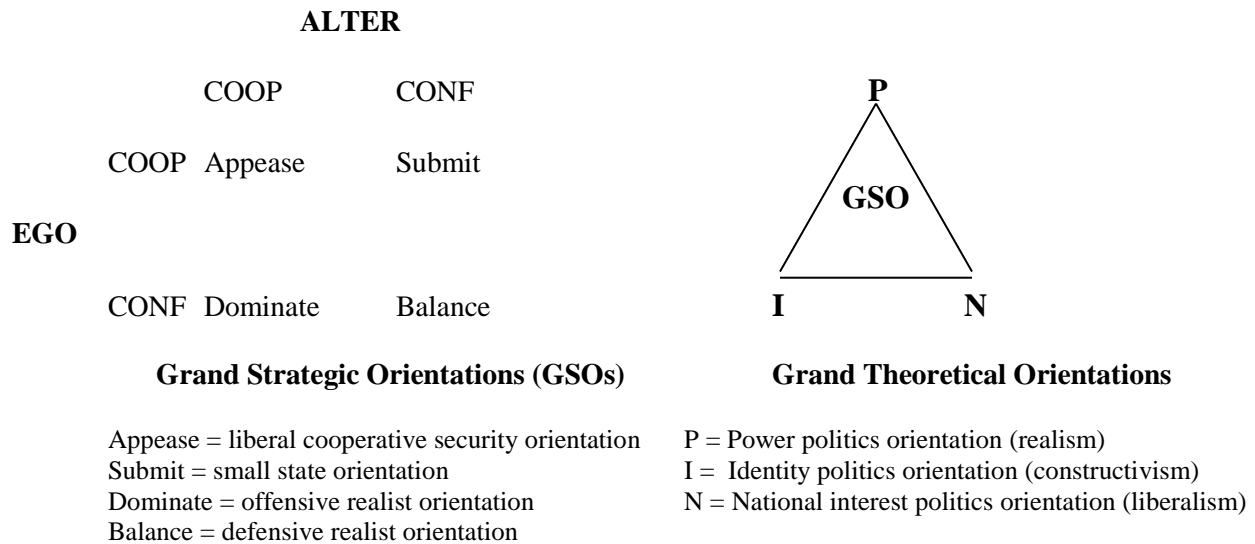 ALTER
COOP CONF
P
COOP Appease Submit
GSO
EGO
CONF Dominate Balance
I N
Grand Strategic Orientations (GSOs)
Grand Theoretical Orientations
Appease = liberal cooperative security orientation
Submit = small state orientation
Dominate = offensive realist orientation
Balance = defensive realist orientation
P = Power politics orientation (realism)
I = Identity politics orientation (constructivism)
N = National interest politics orientation (liberalism)